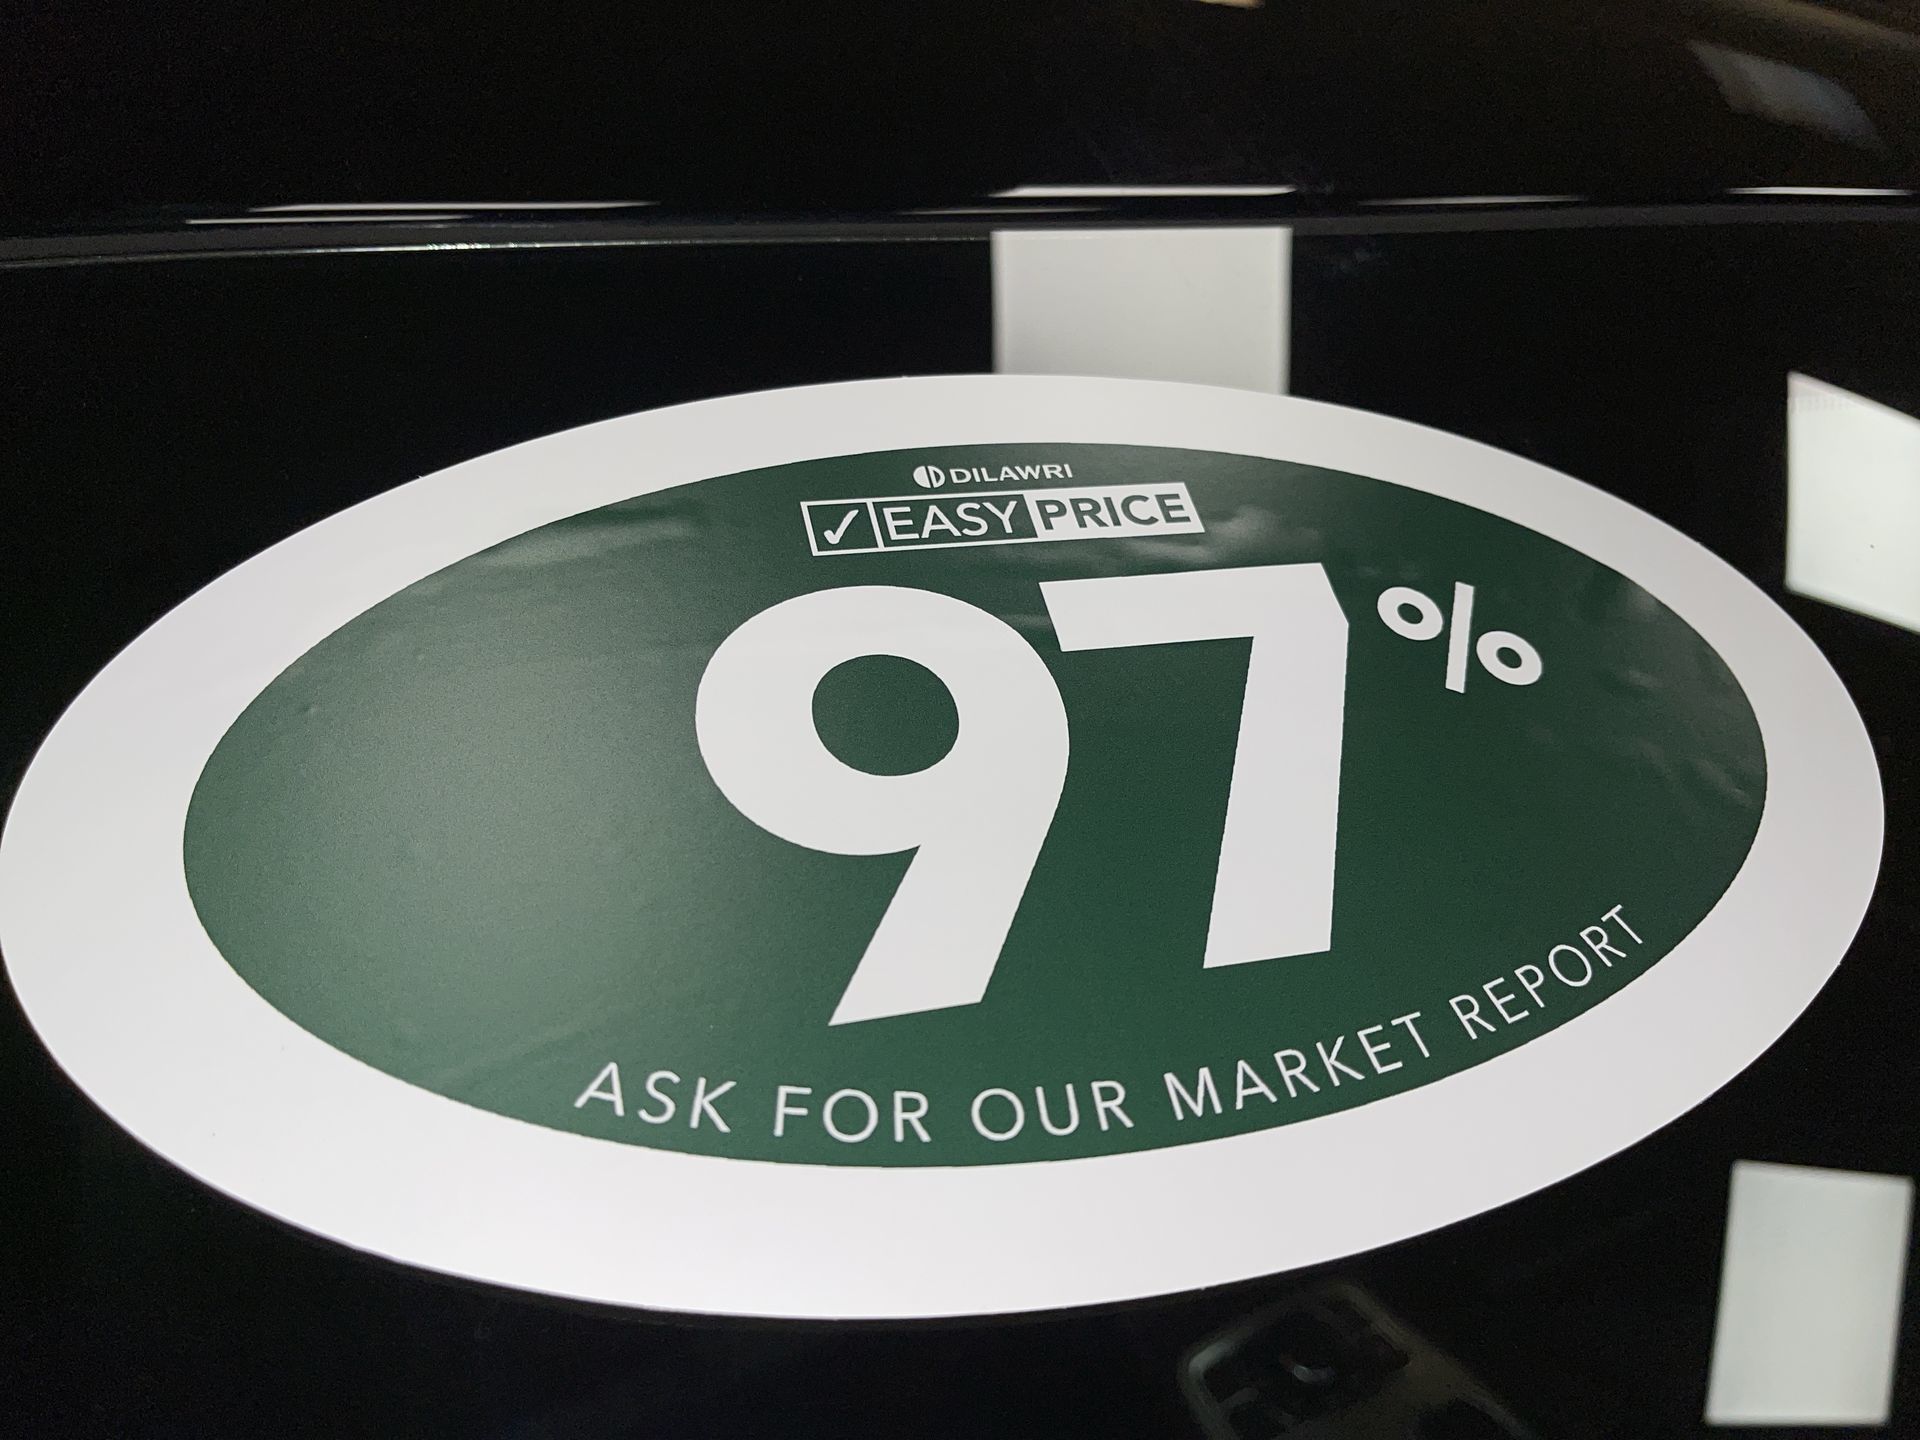 DILAWRI
✓ EASY PRICE
97%
ASK FOR OUR MARKET REPORT